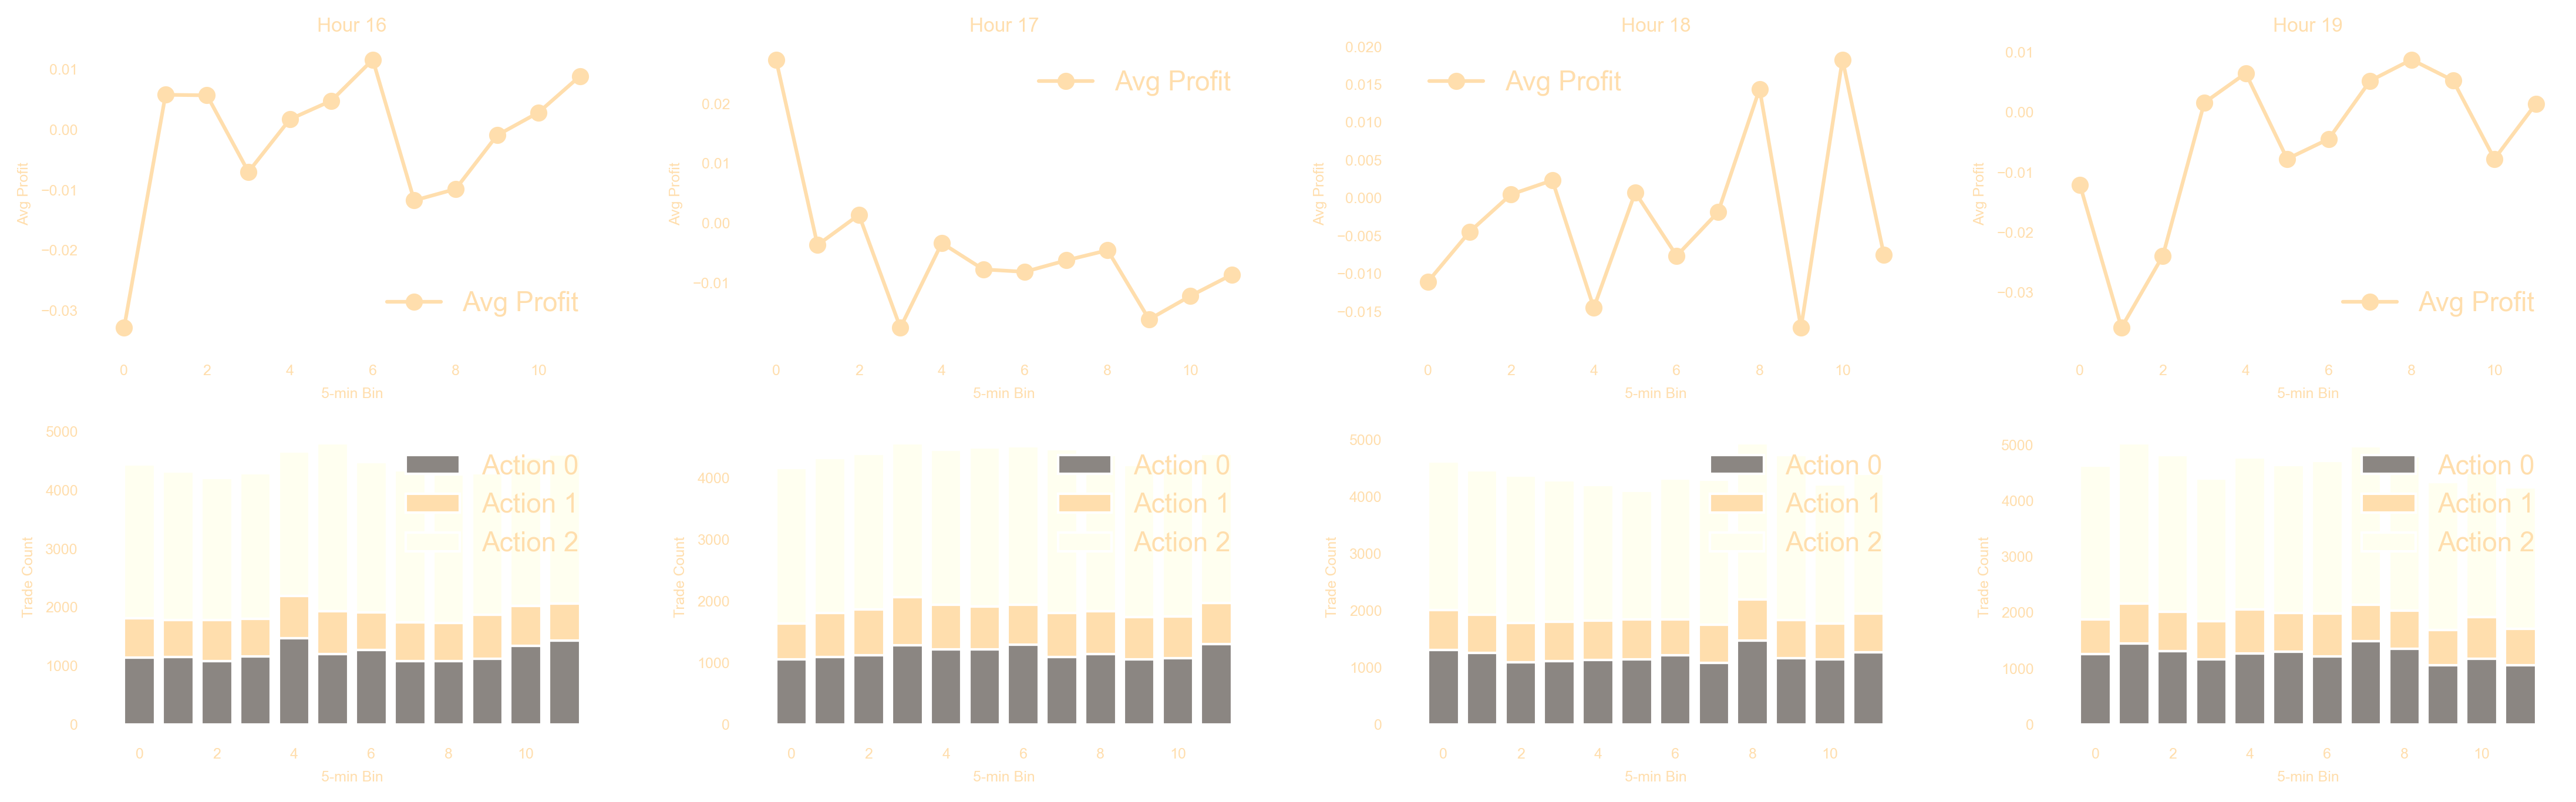 Hour 16
Avg Profit
0.01
0.00
−0.01
−0.02
−0.03
Avg Profit
0 2 4 6 8 10
5-min Bin
Hour 17
Avg Profit
0.02
0.01
0.00
−0.01
Avg Profit
0 2 4 6 8 10
5-min Bin
Hour 18
Avg Profit
0.020
0.015
0.010
0.005
0.000
−0.005
−0.010
−0.015
Avg Profit
0 2 4 6 8 10
5-min Bin
Hour 19
Avg Profit
0.01
0.00
−0.01
−0.02
−0.03
Avg Profit
0 2 4 6 8 10
5-min Bin
Trade Count
5000
4000
3000
2000
1000
0
Action 0
Action 1
Action 2
0 2 4 6 8 10
5-min Bin
Trade Count
4000
3000
2000
1000
0
Action 0
Action 1
Action 2
0 2 4 6 8 10
5-min Bin
Trade Count
5000
4000
3000
2000
1000
0
Action 0
Action 1
Action 2
0 2 4 6 8 10
5-min Bin
Trade Count
5000
4000
3000
2000
1000
0
Action 0
Action 1
Action 2
0 2 4 6 8 10
5-min Bin